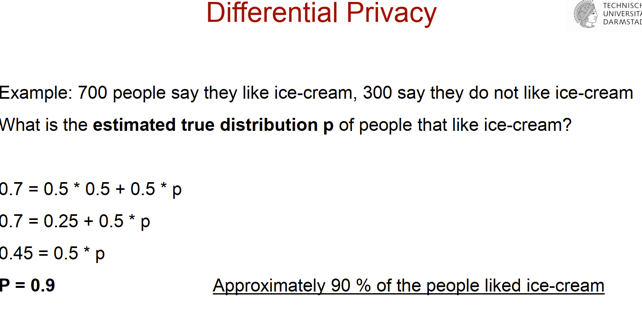 Differential Privacy
Example: 700 people say they like ice-cream, 300 say they do not like ice-cream
What is the estimated true distribution p of people that like ice-cream?
0.7 = 0.5 * 0.5 + 0.5 * p
0.7 = 0.25 + 0.5 * p
0.45 = 0.5 * p
P = 0.9
Approximately 90 % of the people liked ice-cream